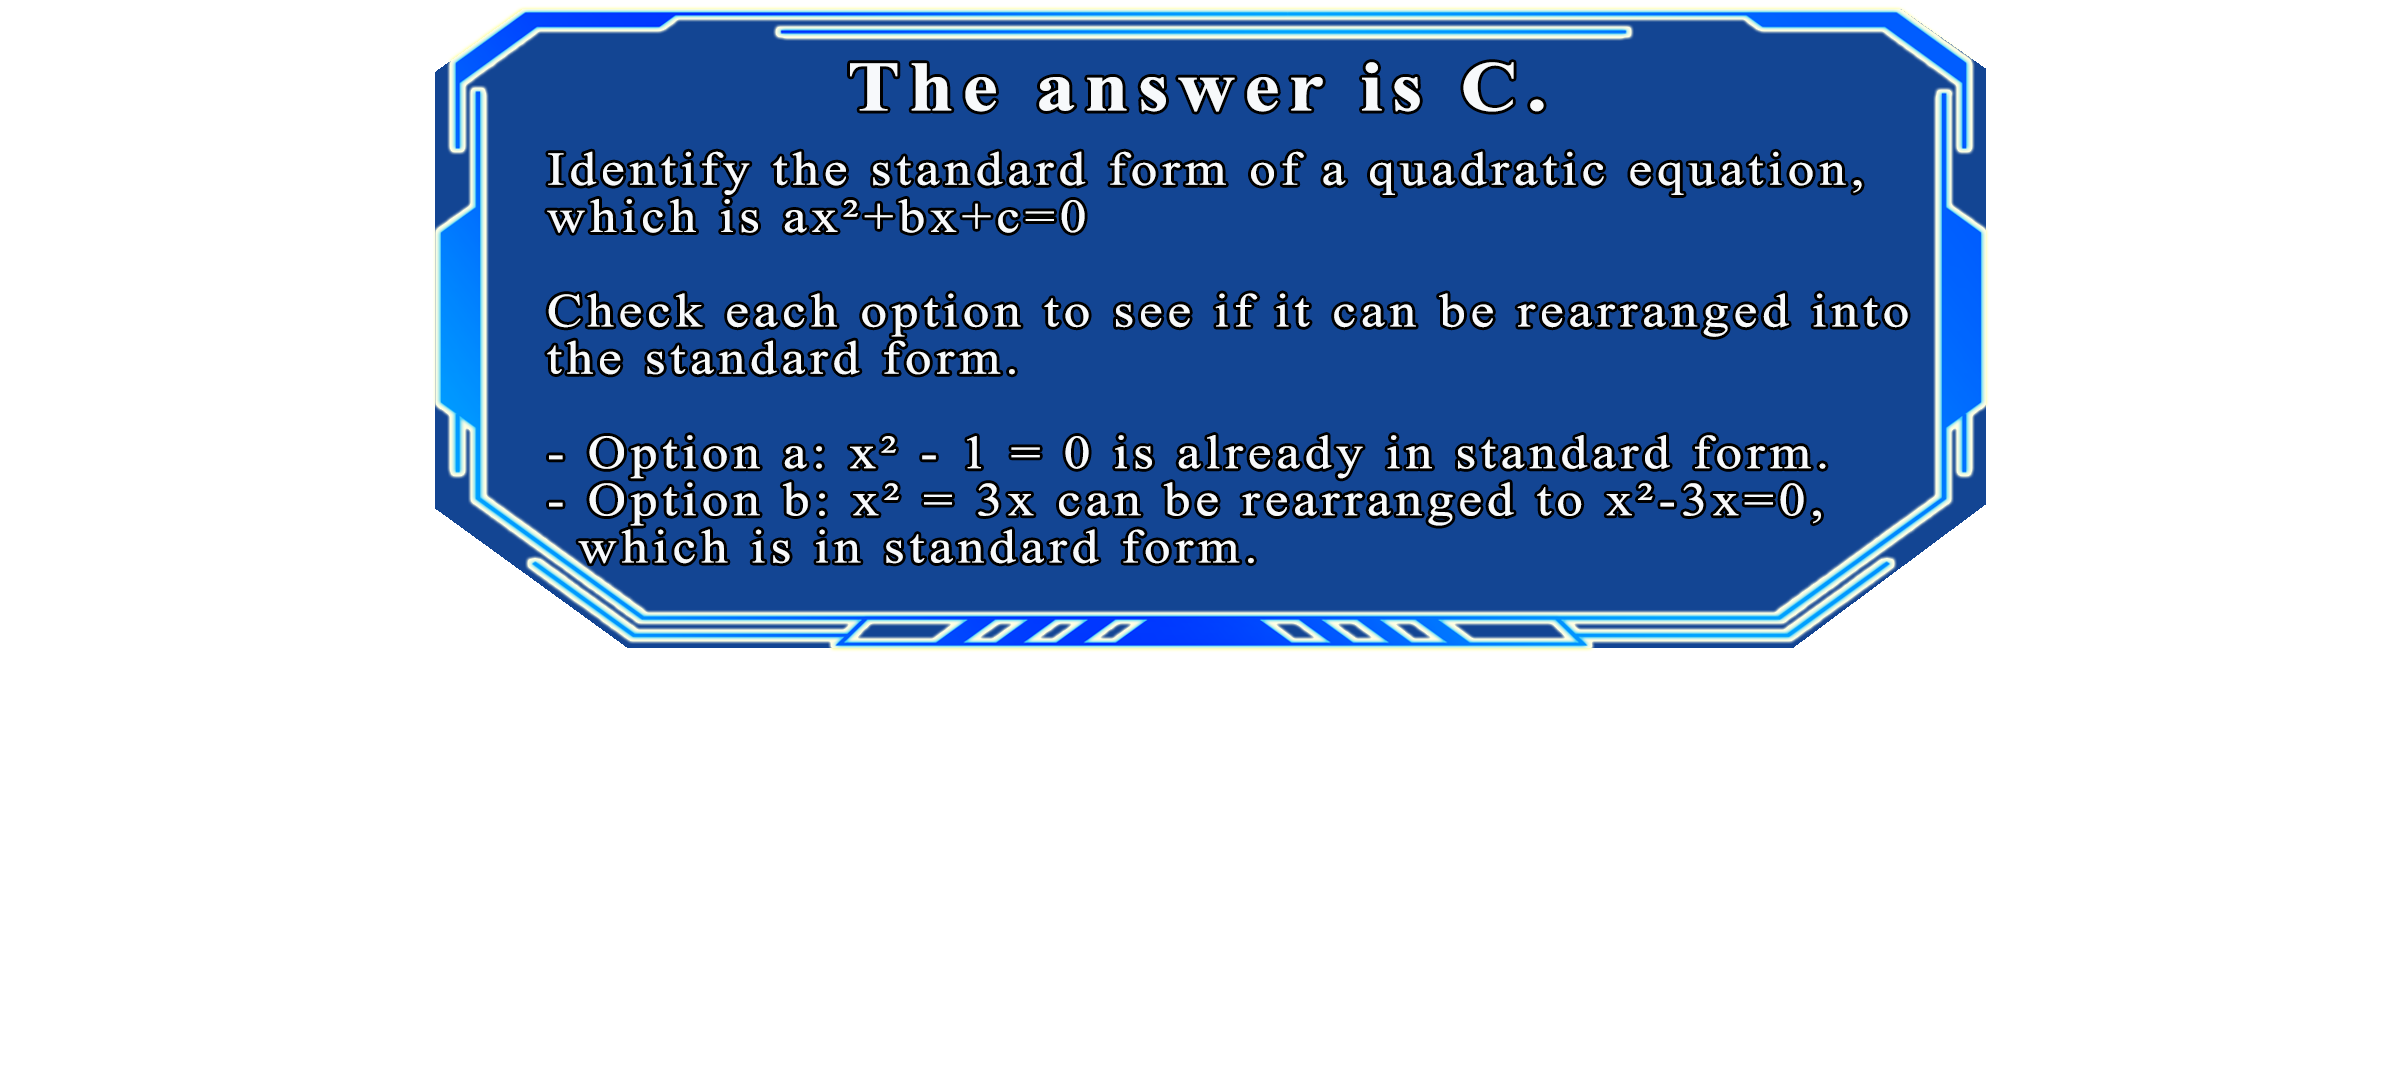 The answer is C.
Identify the standard form of a quadratic equation,
which is ax²+bx+c=0
Check each option to see if it can be rearranged into
the standard form.
- Option a: x² - 1 = 0 is already in standard form.
- Option b: x² = 3x can be rearranged to x²-3x=0,
which is in standard form.